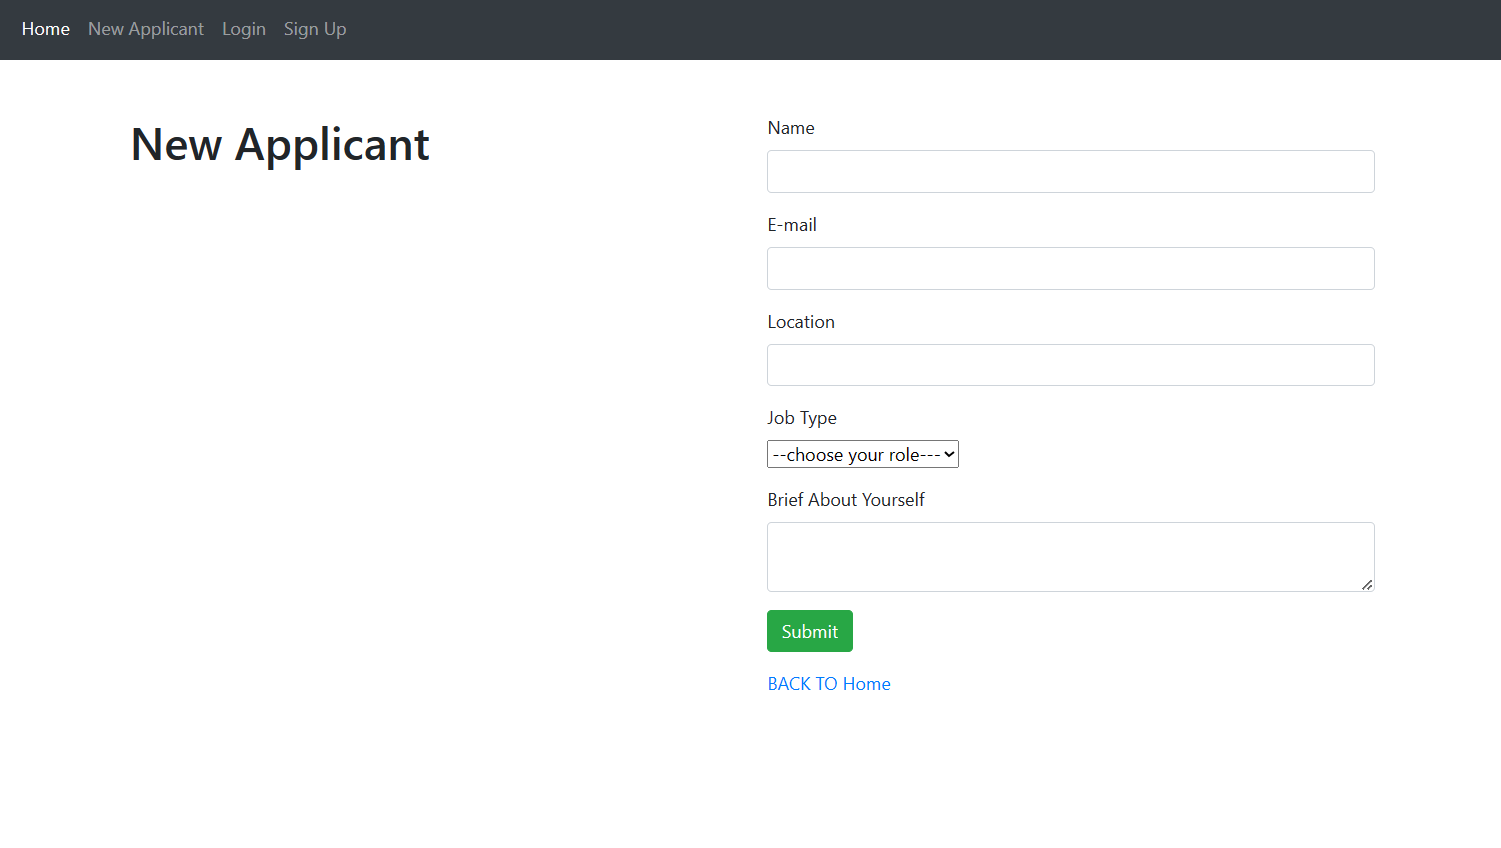 Home New Applicant Login Sign Up
New Applicant
Name
E-mail
Location
Job Type
--choose your role---
Brief About Yourself
Submit
BACK TO Home